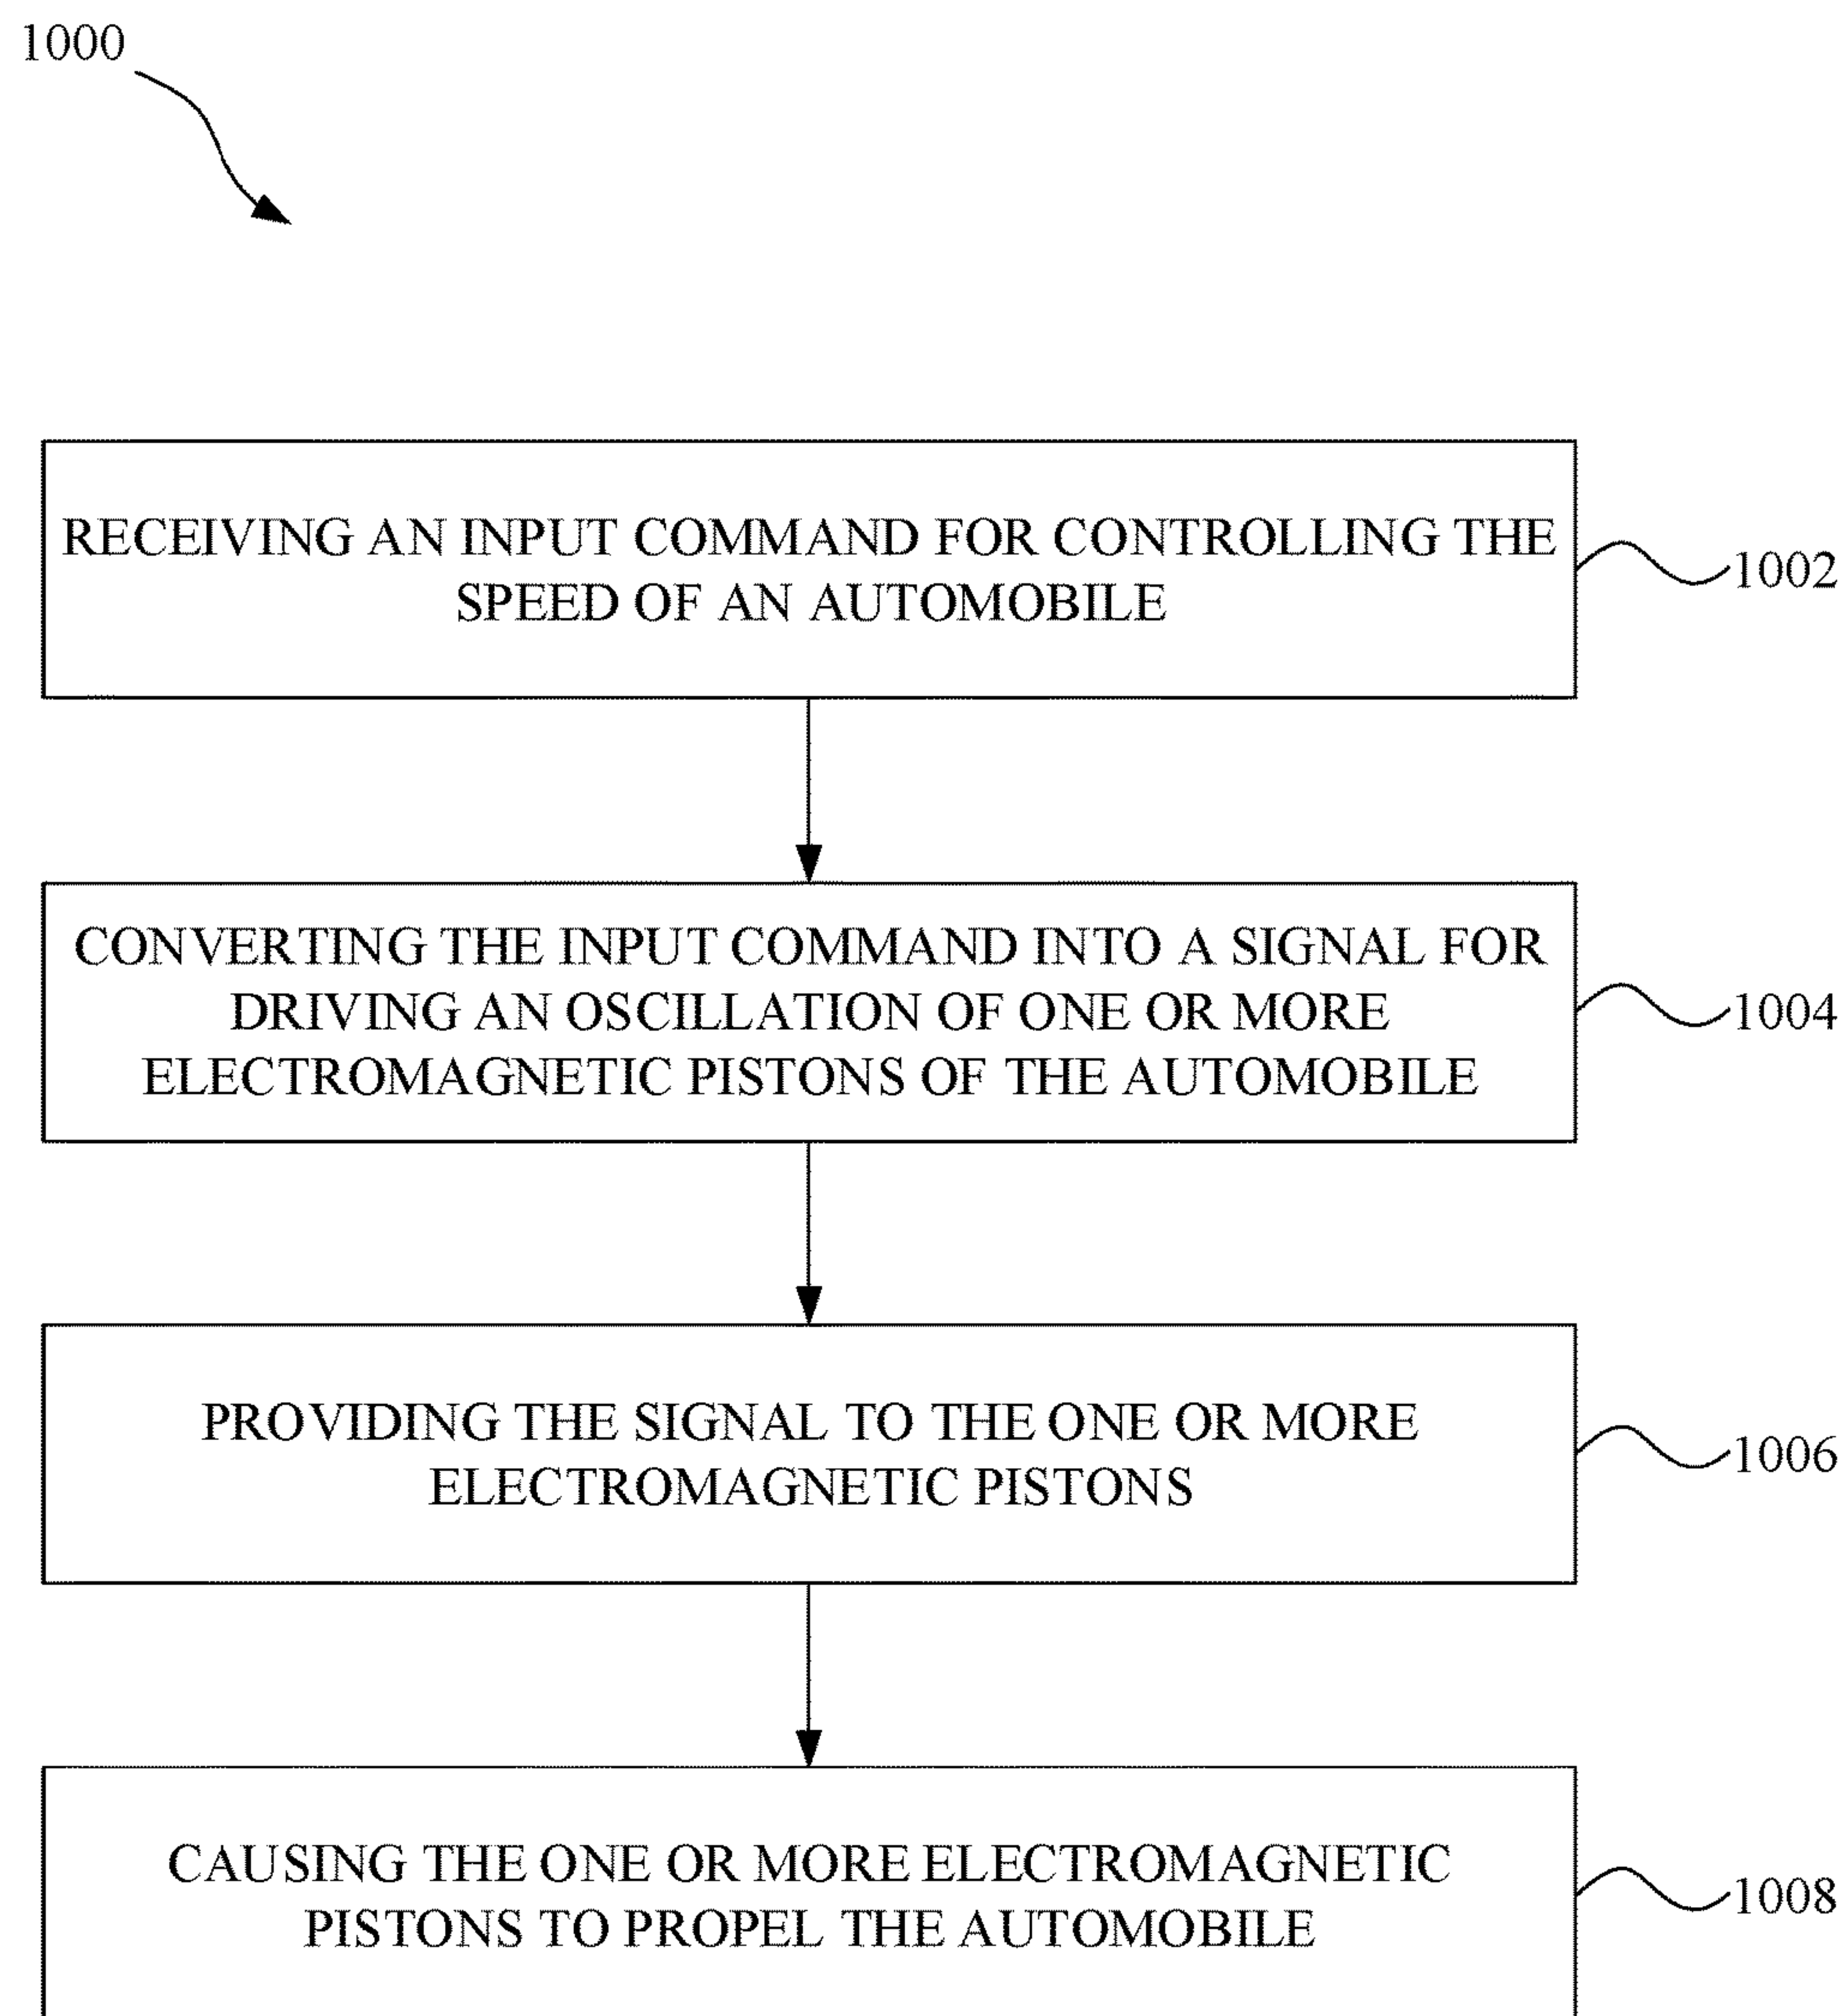 1000
RECEIVING AN INPUT COMMAND FOR CONTROLLING THE
SPEED OF AN AUTOMOBILE
1002
CONVERTING THE INPUT COMMAND INTO A SIGNAL FOR
DRIVING AN OSCILLATION OF ONE OR MORE
ELECTROMAGNETIC PISTONS OF THE AUTOMOBILE
1004
PROVIDING THE SIGNAL TO THE ONE OR MORE
ELECTROMAGNETIC PISTONS
1006
CAUSING THE ONE OR MORE ELECTROMAGNETIC
PISTONS TO PROPEL THE AUTOMOBILE
1008